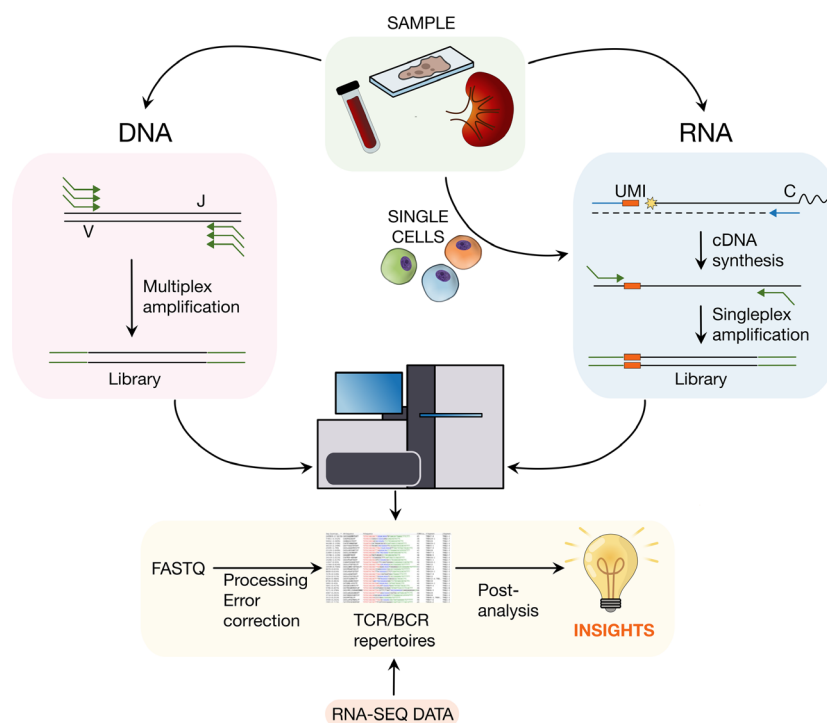 SAMPLE
DNA
RNA
J
V
Multiplex
amplification
Library
SINGLE
CELLS
UMI
C
cDNA
synthesis
Singleplex
amplification
Library
FASTQ
Processing
Error
correction
TCR/BCR
repertoires
Post-
analysis
INSIGHTS
RNA-SEQ DATA